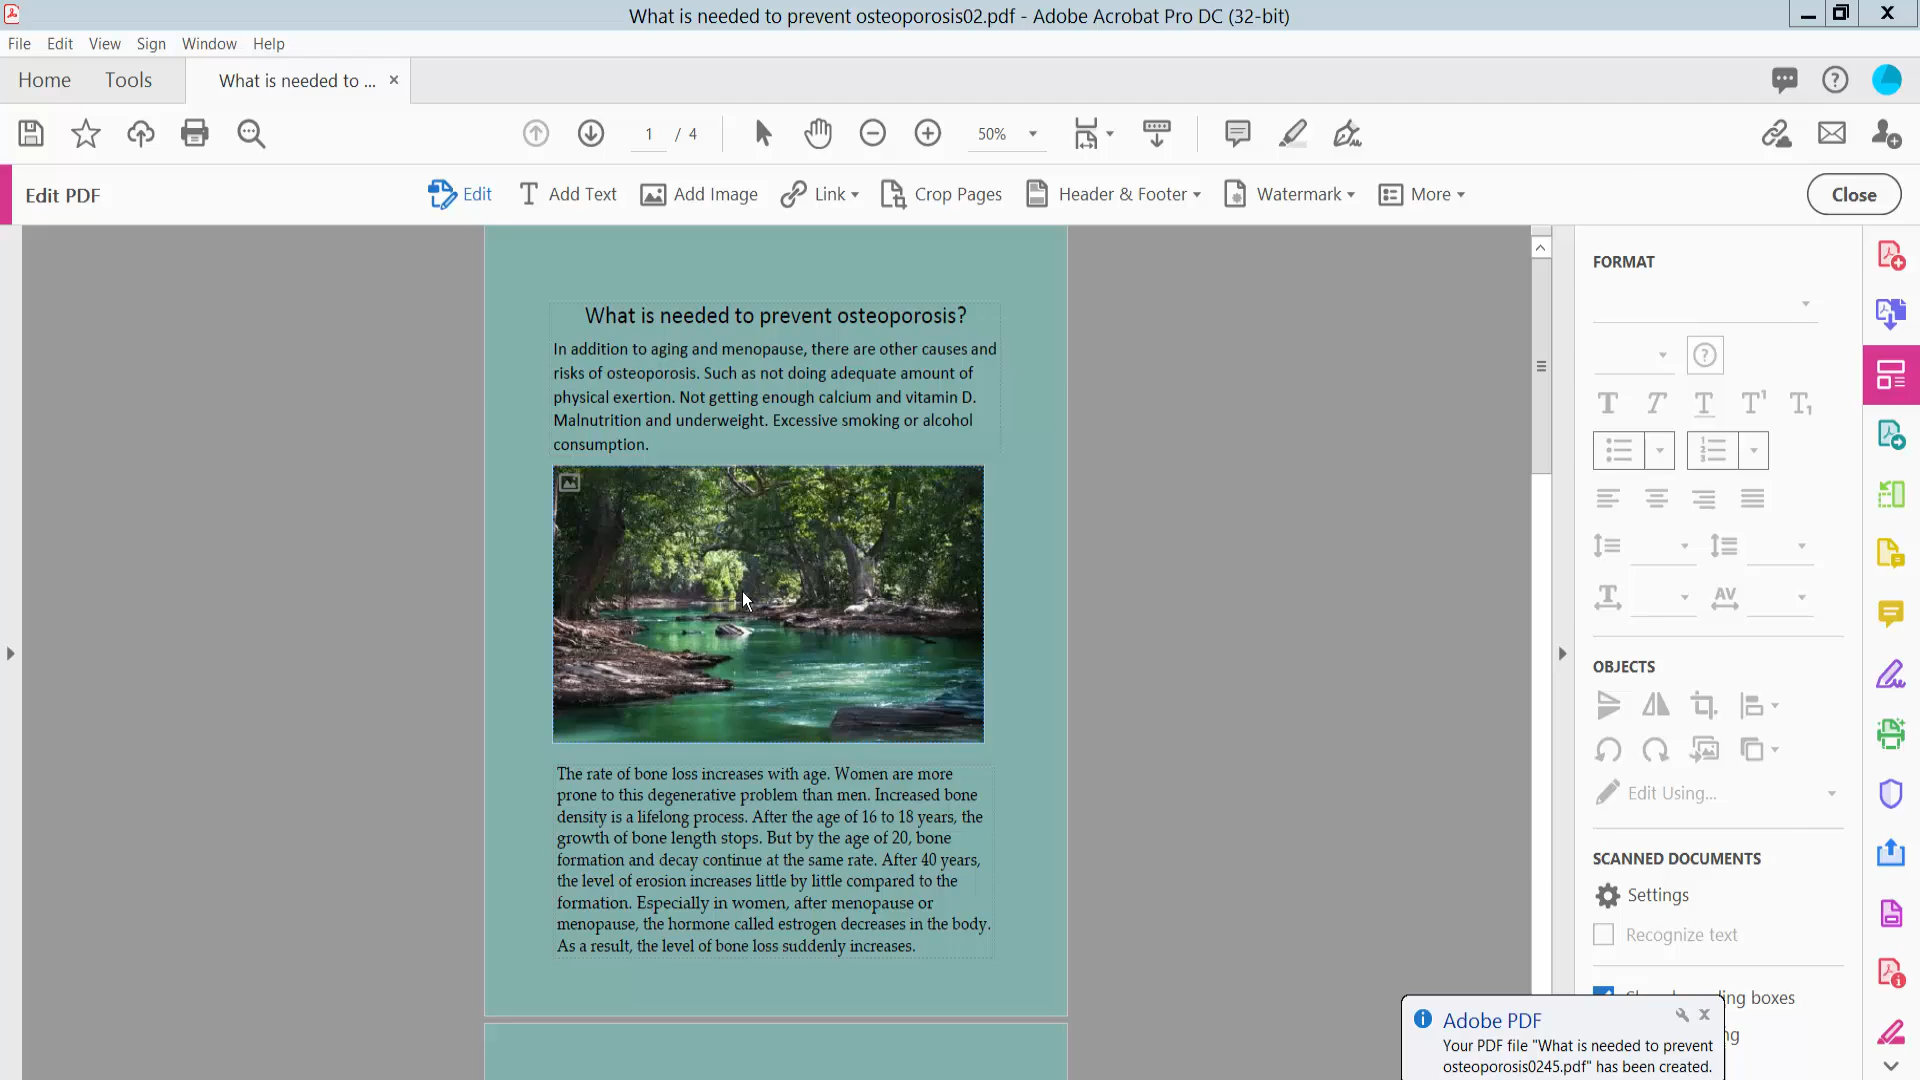 What is needed to prevent osteoporosis02.pdf - Adobe Acrobat Pro DC (32-bit)
File Edit View Sign Window Help
Home Tools What is needed to ... ×
1 / 4 50%
Edit PDF Edit Add Text Add Image Link Crop Pages Header & Footer Watermark More Close
FORMAT
What is needed to prevent osteoporosis?
In addition to aging and menopause, there are other causes and
risks of osteoporosis. Such as not doing adequate amount of
physical exertion. Not getting enough calcium and vitamin D.
Malnutrition and underweight. Excessive smoking or alcohol
consumption.
The rate of bone loss increases with age. Women are more
prone to this degenerative problem than men. Increased bone
density is a lifelong process. After the age of 16 to 18 years, the
growth of bone length stops. But by the age of 20, bone
formation and decay continue at the same rate. After 40 years,
the level of erosion increases little by little compared to the
formation. Especially in women, after menopause or
menopause, the hormone called estrogen decreases in the body.
As a result, the level of bone loss suddenly increases.
OBJECTS
Edit Using...
SCANNED DOCUMENTS
Settings
Recognize text
boxes
Adobe PDF
Your PDF file "What is needed to prevent
osteoporosis0245.pdf" has been created.